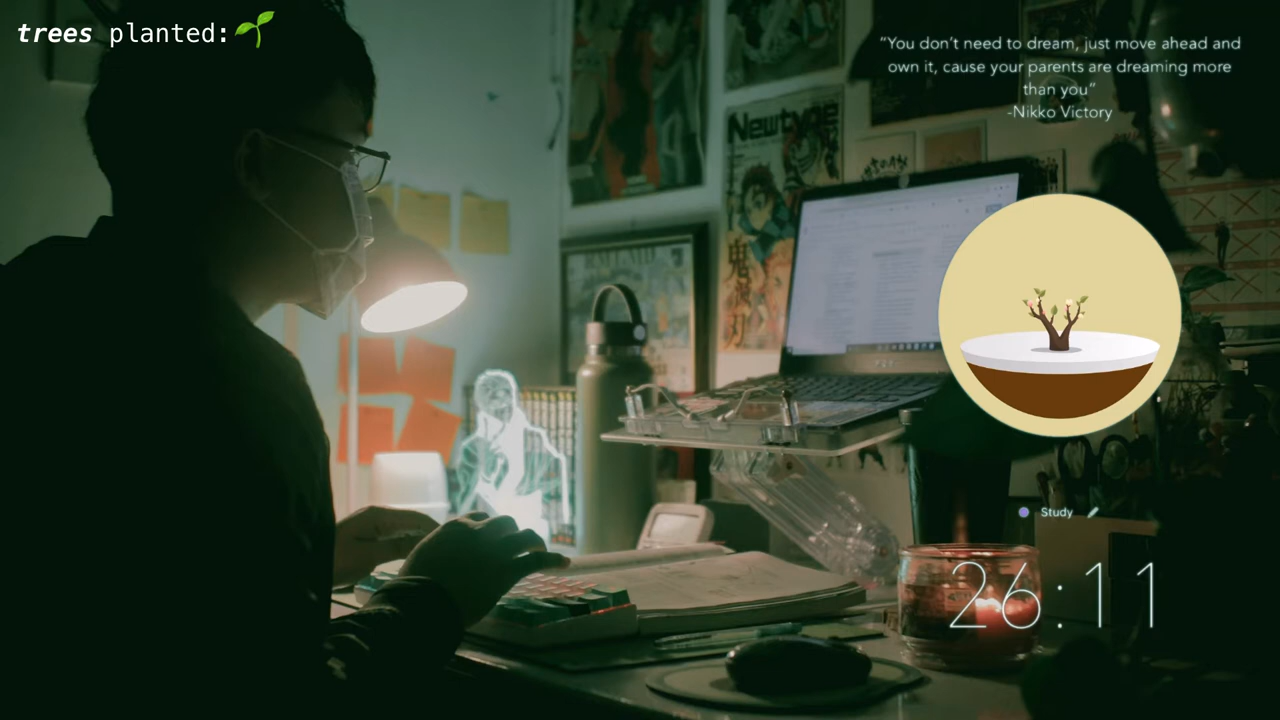 trees planted:
“You don’t need to dream, just move ahead and
own it, cause your parents are dreaming more
than you”
-Nikko Victory
Newtype
鬼
滅
刃
Study
26:11